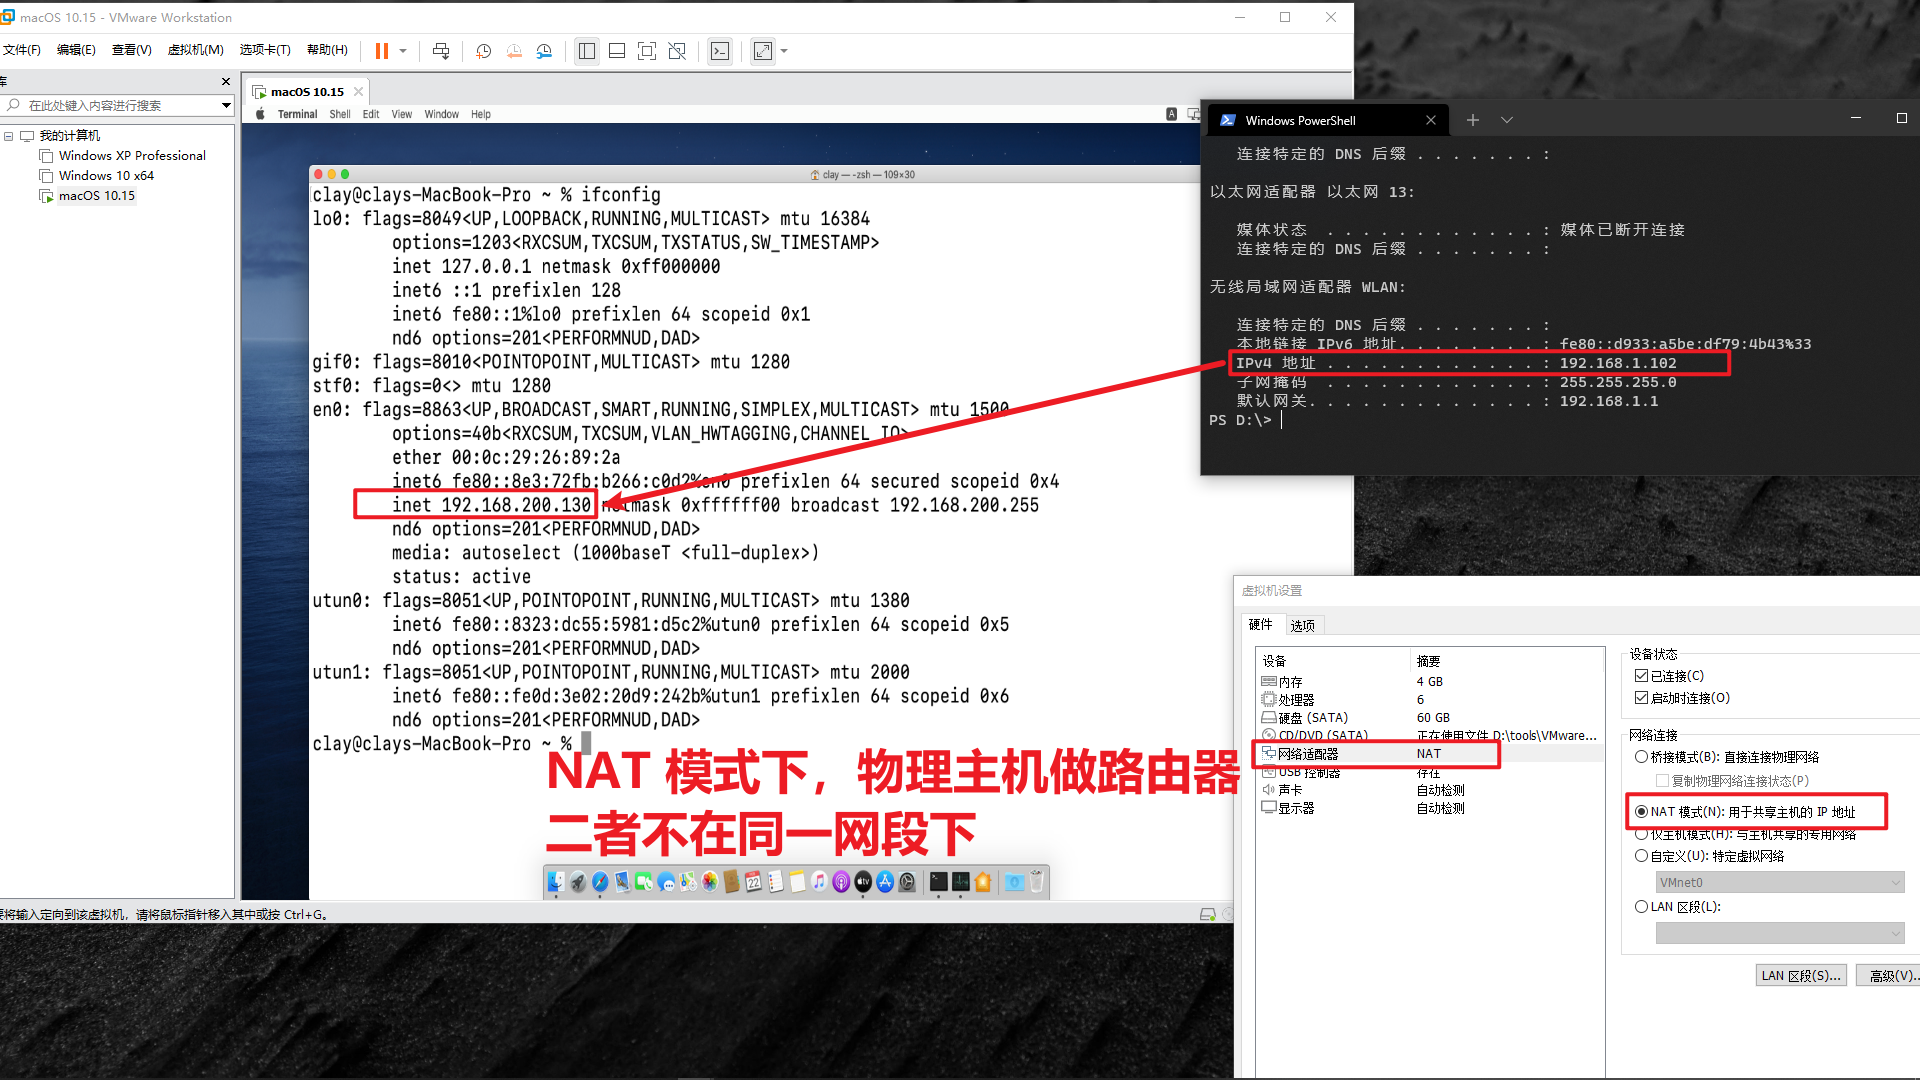 macOS 10.15 - VMware Workstation
文件(F) 编辑(E) 查看(V) 虚拟机(M) 选项卡(T) 帮助(H)
库
在此处键入内容进行搜索
我的计算机
Windows XP Professional
Windows 10 x64
macOS 10.15
macOS 10.15
Terminal Shell Edit View Window Help
A
clay — -zsh — 109×30
clay@clays-MacBook-Pro ~ % ifconfig
lo0: flags=8049<UP,LOOPBACK,RUNNING,MULTICAST> mtu 16384
options=1203<RXCSUM,TXCSUM,TXSTATUS,SW_TIMESTAMP>
inet 127.0.0.1 netmask 0xff000000
inet6 ::1 prefixlen 128
inet6 fe80::1%lo0 prefixlen 64 scopeid 0x1
nd6 options=201<PERFORMNUD,DAD>
gif0: flags=8010<POINTOPOINT,MULTICAST> mtu 1280
stf0: flags=0<> mtu 1280
en0: flags=8863<UP,BROADCAST,SMART,RUNNING,SIMPLEX,MULTICAST> mtu 1500
options=40b<RXCSUM,TXCSUM,VLAN_HWTAGGING,CHANNEL_IO>
ether 00:0c:29:26:89:2a
inet6 fe80::8e3:72fb:b266:c0d2%en0 prefixlen 64 secured scopeid 0x4
inet 192.168.200.130 netmask 0xffffff00 broadcast 192.168.200.255
nd6 options=201<PERFORMNUD,DAD>
media: autoselect (1000baseT <full-duplex>)
status: active
utun0: flags=8051<UP,POINTOPOINT,RUNNING,MULTICAST> mtu 1380
inet6 fe80::8323:dc55:5981:d5c2%utun0 prefixlen 64 scopeid 0x5
nd6 options=201<PERFORMNUD,DAD>
utun1: flags=8051<UP,POINTOPOINT,RUNNING,MULTICAST> mtu 2000
inet6 fe80::fe0d:3e02:20d9:242b%utun1 prefixlen 64 scopeid 0x6
nd6 options=201<PERFORMNUD,DAD>
clay@clays-MacBook-Pro ~ %
NAT 模式下，物理主机做路由器
二者不在同一网段下
22
tv
要将输入定向到该虚拟机，请将鼠标指针移入其中或按 Ctrl+G。
Windows PowerShell
连接特定的 DNS 后缀 . . . . . . . :
以太网适配器 以太网 13:
媒体状态 . . . . . . . . . . . . : 媒体已断开连接
连接特定的 DNS 后缀 . . . . . . . :
无线局域网适配器 WLAN:
连接特定的 DNS 后缀 . . . . . . . :
本地链接 IPv6 地址. . . . . . . . : fe80::d933:a5be:df79:4b43%33
IPv4 地址 . . . . . . . . . . . . : 192.168.1.102
子网掩码 . . . . . . . . . . . . : 255.255.255.0
默认网关. . . . . . . . . . . . . : 192.168.1.1
PS D:\>
虚拟机设置
硬件 选项
设备 摘要
内存 4 GB
处理器 6
硬盘 (SATA) 60 GB
CD/DVD (SATA) 正在使用文件 D:\tools\VMware...
网络适配器 NAT
USB 控制器 存在
声卡 自动检测
显示器 自动检测
设备状态
已连接(C)
启动时连接(O)
网络连接
桥接模式(B): 直接连接物理网络
复制物理网络连接状态(P)
NAT 模式(N): 用于共享主机的 IP 地址
仅主机模式(H): 与主机共享的专用网络
自定义(U): 特定虚拟网络
VMnet0
LAN 区段(L):
LAN 区段(S)... 高级(V)..